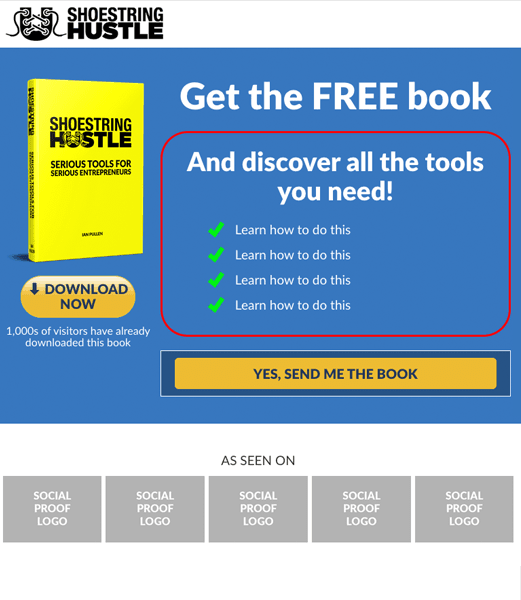 SHOESTRING
HUSTLE
Get the FREE book
SHOESTRING
HUSTLE
SERIOUS TOOLS FOR
SERIOUS ENTREPRENEURS
IAN PULLEN
And discover all the tools
you need!
Learn how to do this
Learn how to do this
Learn how to do this
Learn how to do this
DOWNLOAD
NOW
1,000s of visitors have already
downloaded this book
YES, SEND ME THE BOOK
AS SEEN ON
SOCIAL
PROOF
LOGO
SOCIAL
PROOF
LOGO
SOCIAL
PROOF
LOGO
SOCIAL
PROOF
LOGO
SOCIAL
PROOF
LOGO